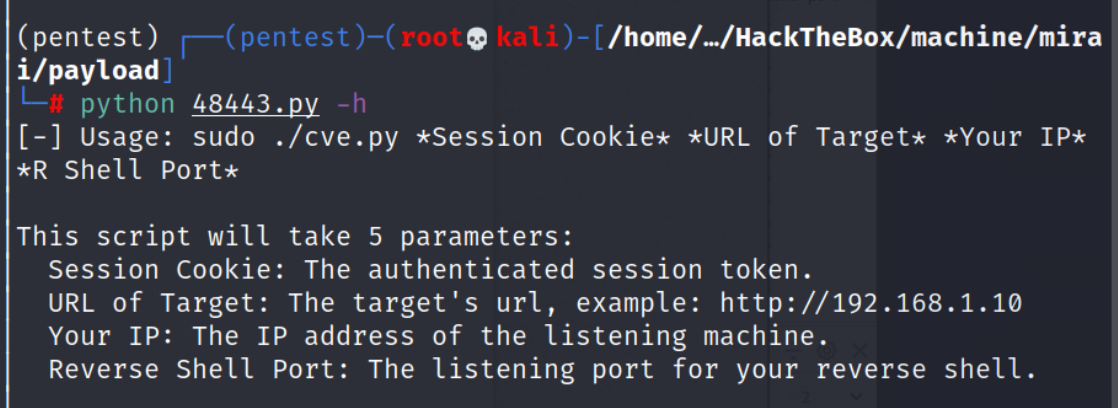 (pentest) ┌──(pentest)─(root💀kali)-[/home/…/HackTheBox/machine/mira
i/payload]
└─# python 48443.py -h
[-] Usage: sudo ./cve.py *Session Cookie* *URL of Target* *Your IP*
*R Shell Port*
This script will take 5 parameters:
  Session Cookie: The authenticated session token.
  URL of Target: The target's url, example: http://192.168.1.10
  Your IP: The IP address of the listening machine.
  Reverse Shell Port: The listening port for your reverse shell.